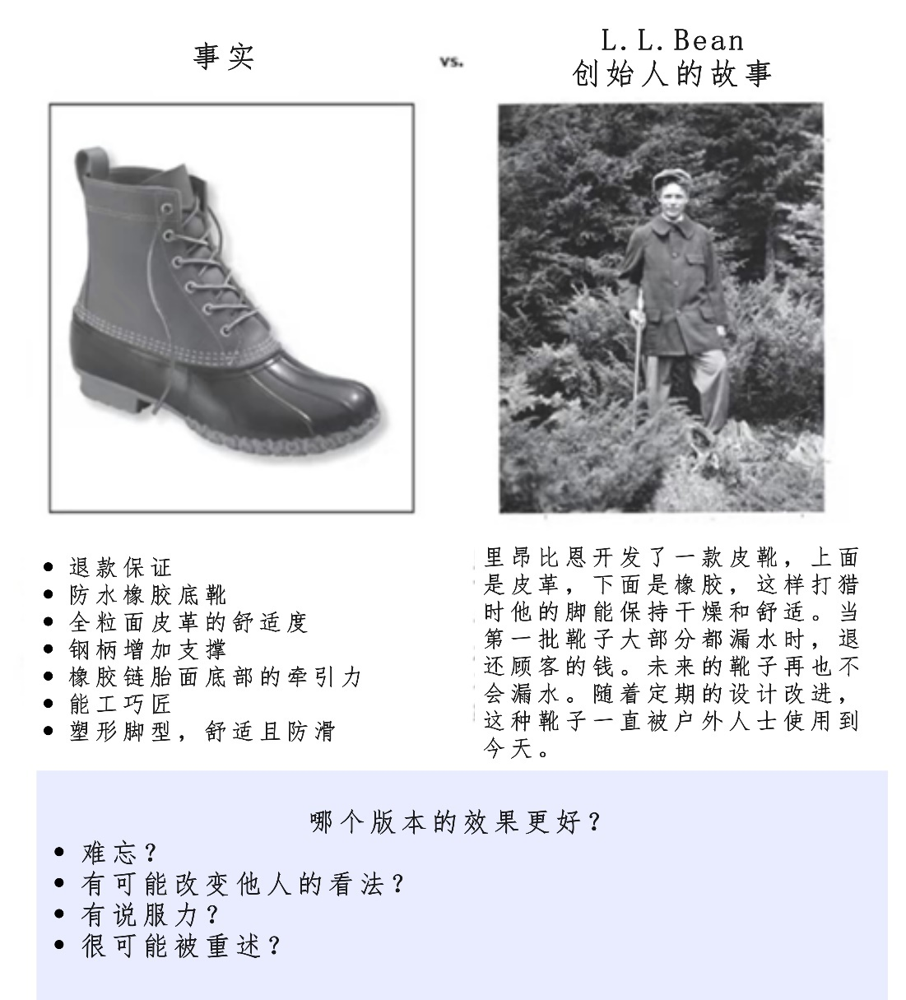 事实
vs.
L.L.Bean
创始人的故事
• 退款保证
• 防水橡胶底靴
• 全粒面皮革的舒适度
• 钢柄增加支撑
• 橡胶链胎面底部的牵引力
• 能工巧匠
• 塑形脚型，舒适且防滑
里昂比恩开发了一款皮靴，上面
是皮革，下面是橡胶，这样打猎
时他的脚能保持干燥和舒适。当
第一批靴子大部分都漏水时，退
还顾客的钱。未来的靴子再也不
会漏水。随着定期的设计改进，
这种靴子一直被户外人士使用到
今天。
哪个版本的效果更好？
• 难忘？
• 有可能改变他人的看法？
• 有说服力？
• 很可能被重述？